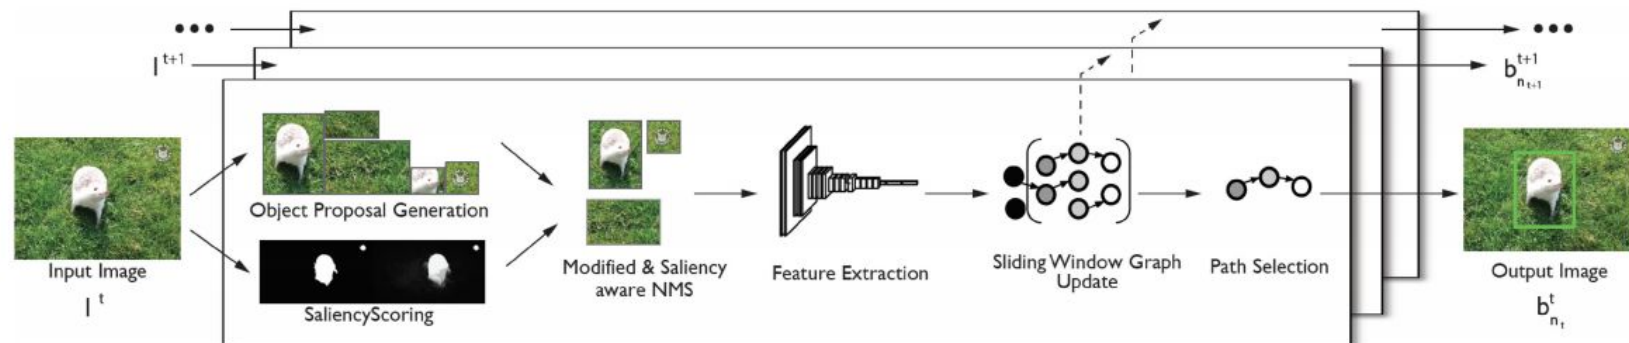 I t+1
b t+1 n t+1
Object Proposal Generation
Input Image
I t
SaliencyScoring
Modified & Saliency
aware NMS
Feature Extraction
Sliding Window Graph
Update
Path Selection
Output Image
b t n t